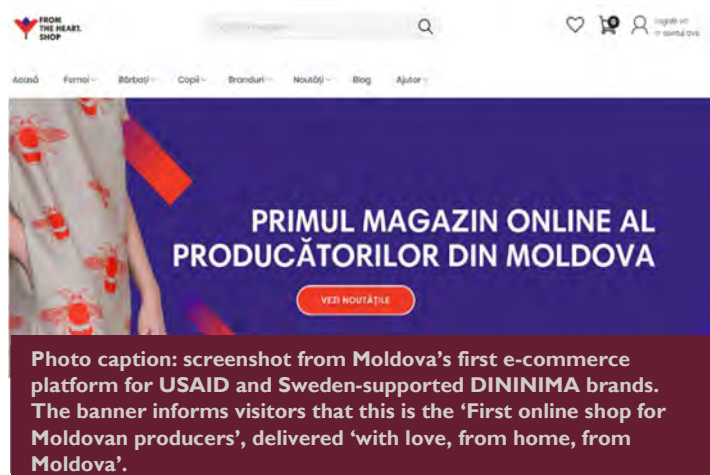 FROM
THE HEART.
SHOP
0
Acasă Femei Bărbați Copii Branduri Noutăți Blog Ajutor
PRIMUL MAGAZIN ONLINE AL
PRODUCĂTORILOR DIN MOLDOVA
VEZI NOUTĂȚILE
Photo caption: screenshot from Moldova’s first e-commerce
platform for USAID and Sweden-supported DININIMA brands.
The banner informs visitors that this is the ‘First online shop for
Moldovan producers’, delivered ‘with love, from home, from
Moldova’.